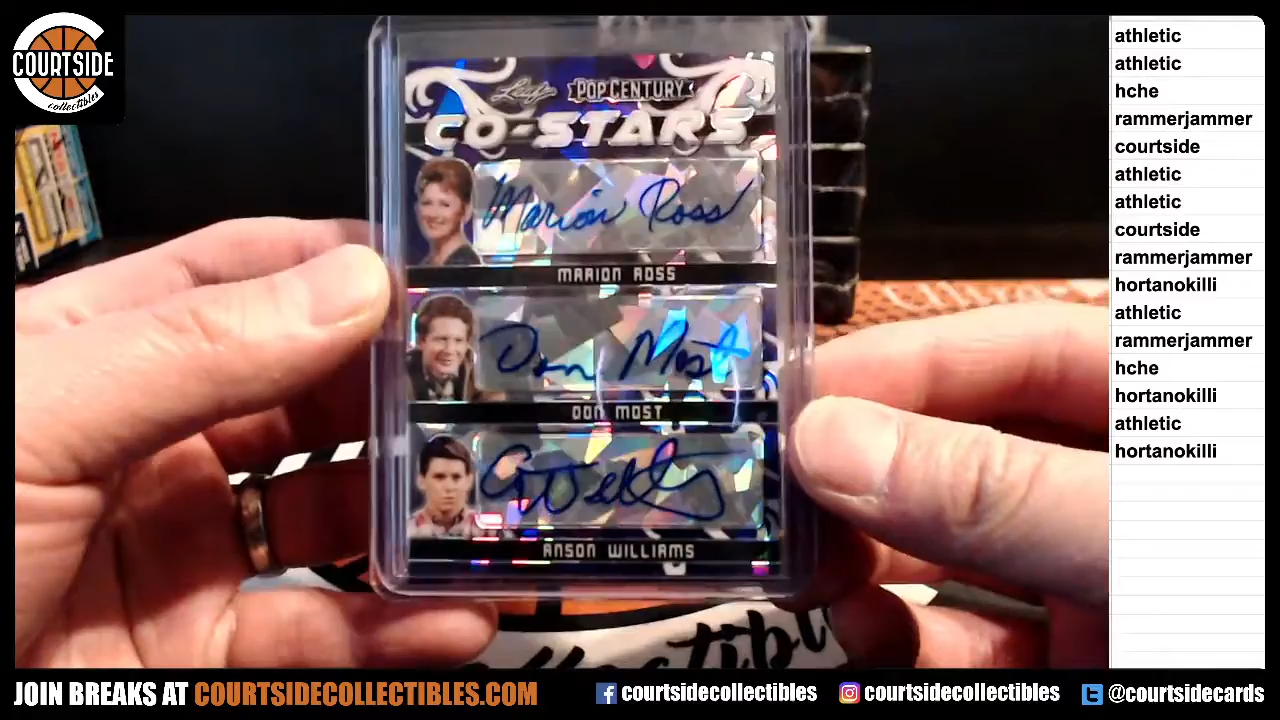 COURTSIDE
collectibles
Leaf
POP CENTURY
CO-STARS
Marion Ross
MARION ROSS
Don Most
DON MOST
ANSON WILLIAMS
athletic
athletic
hche
rammerjammer
courtside
athletic
athletic
courtside
rammerjammer
hortanokilli
athletic
rammerjammer
hche
hortanokilli
athletic
hortanokilli
JOIN BREAKS AT COURTSIDECOLLECTIBLES.COM
courtsidecollectibles
courtsidecollectibles
@courtsidecards